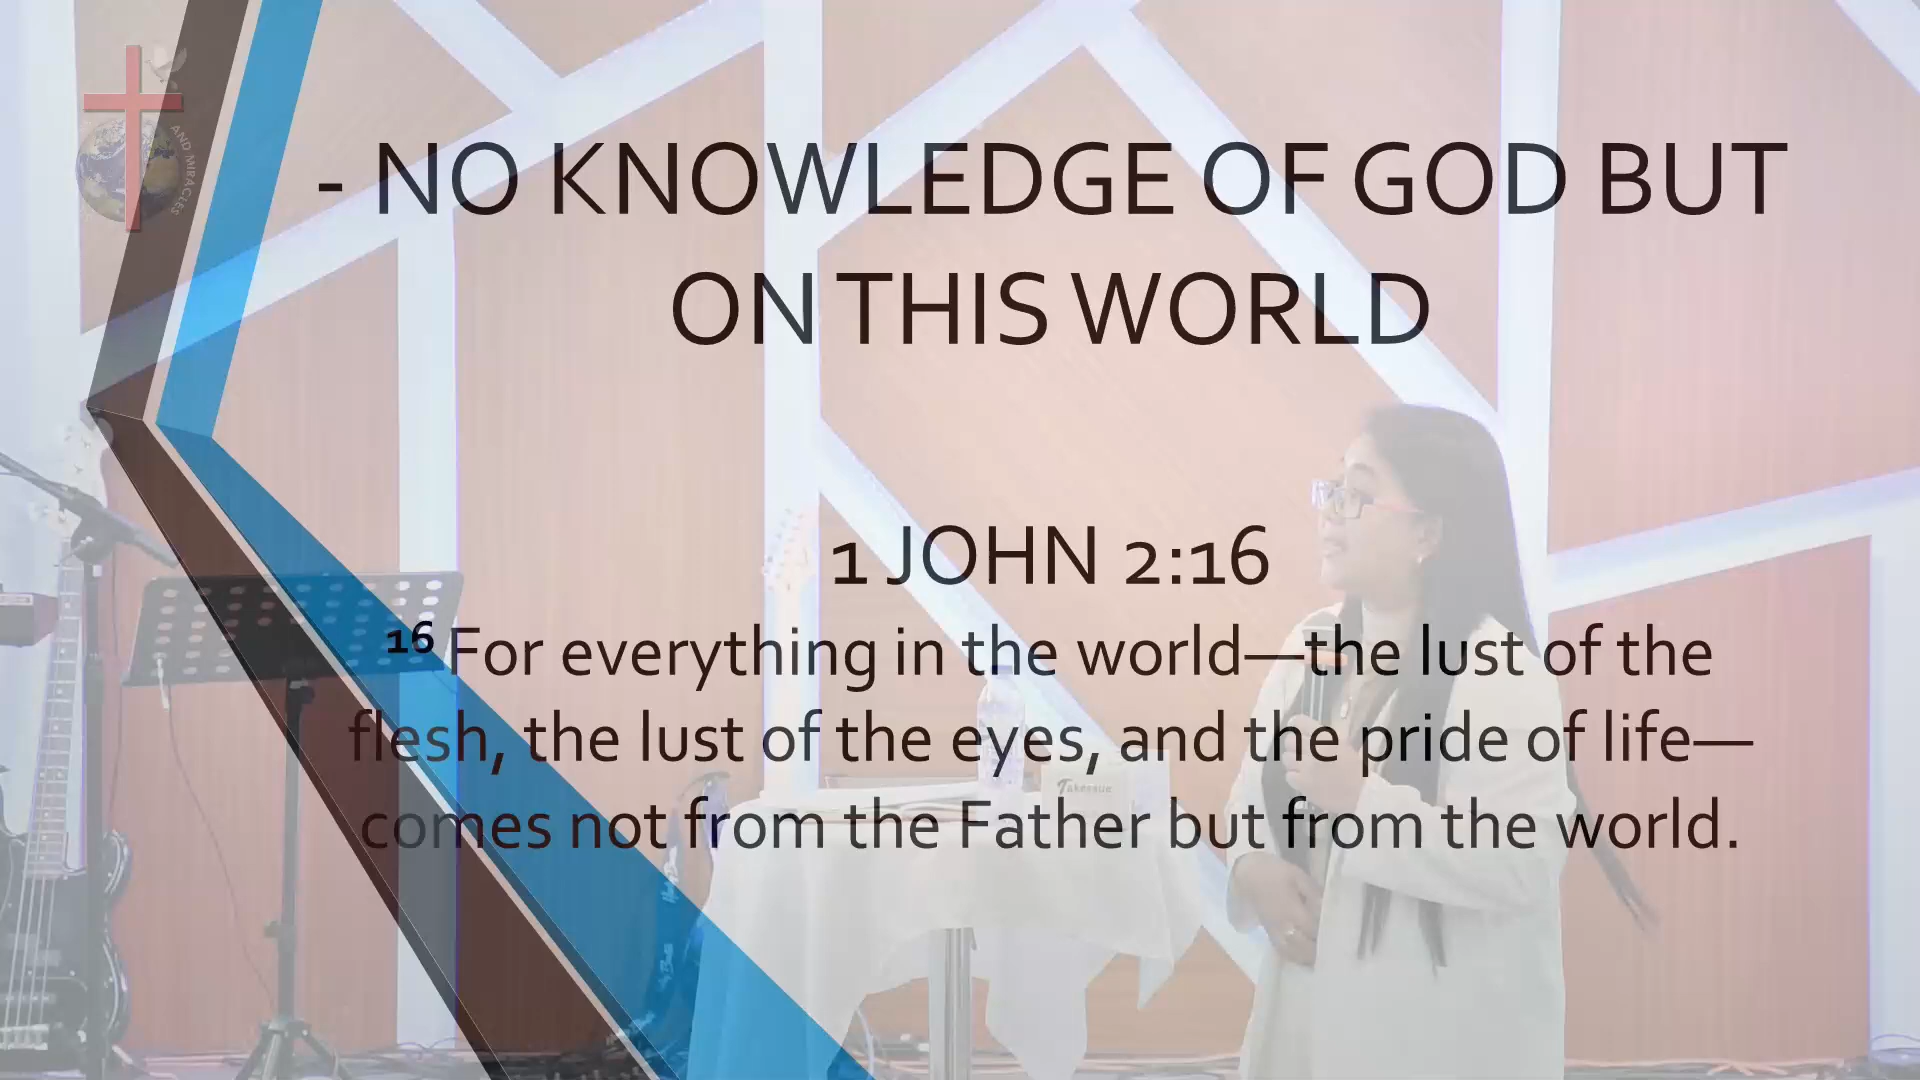 - NO KNOWLEDGE OF GOD BUT
ON THIS WORLD
1 JOHN 2:16
16 For everything in the world—the lust of the
flesh, the lust of the eyes, and the pride of life—
comes not from the Father but from the world.
AND MIRACLES